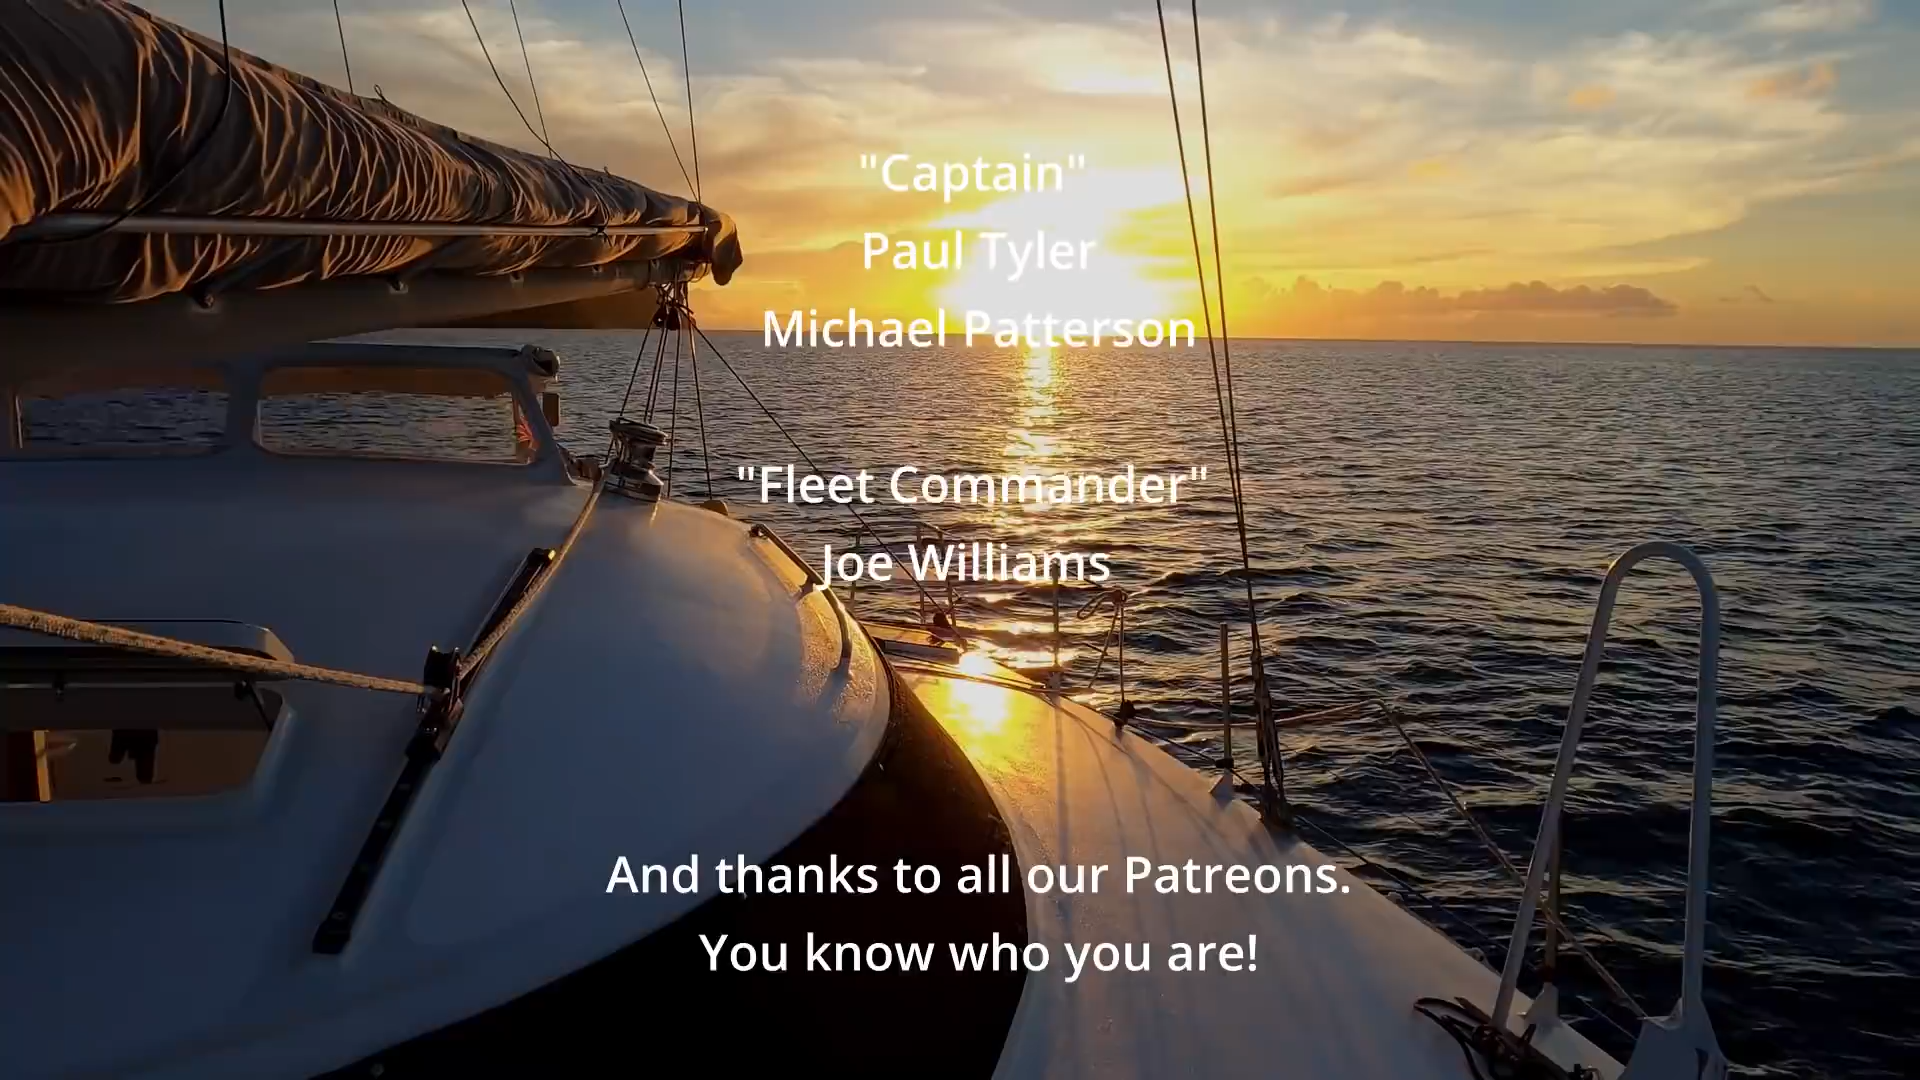 "Captain"
Paul Tyler
Michael Patterson
"Fleet Commander"
Joe Williams
And thanks to all our Patreons.
You know who you are!